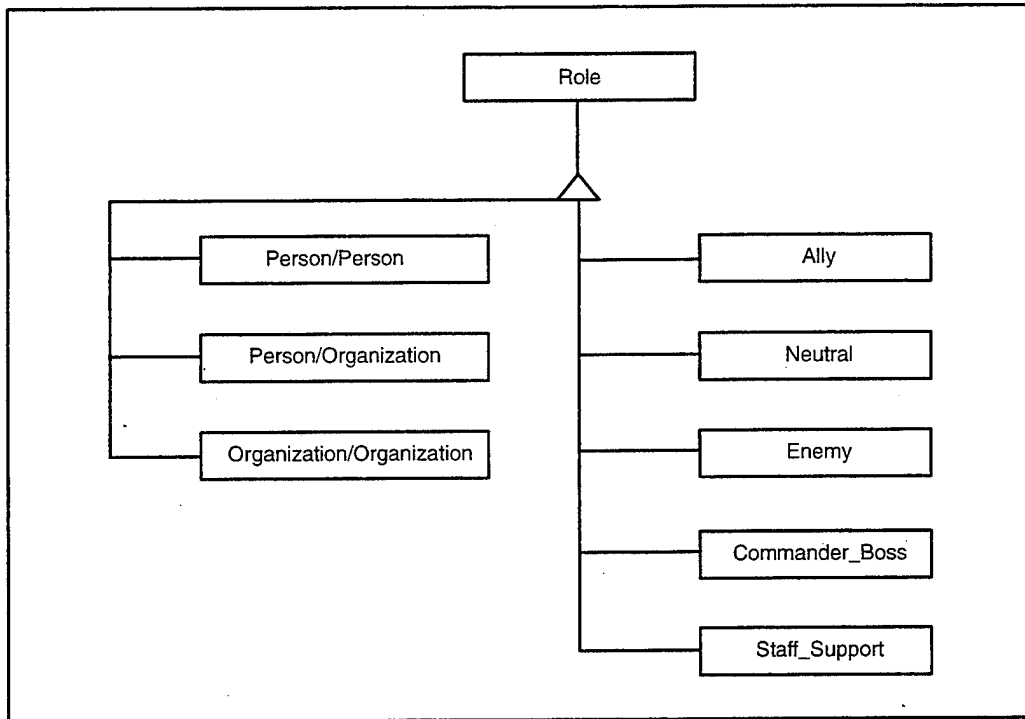 Role
Person/Person
Person/Organization
Organization/Organization
Ally
Neutral
Enemy
Commander_Boss
Staff_Support